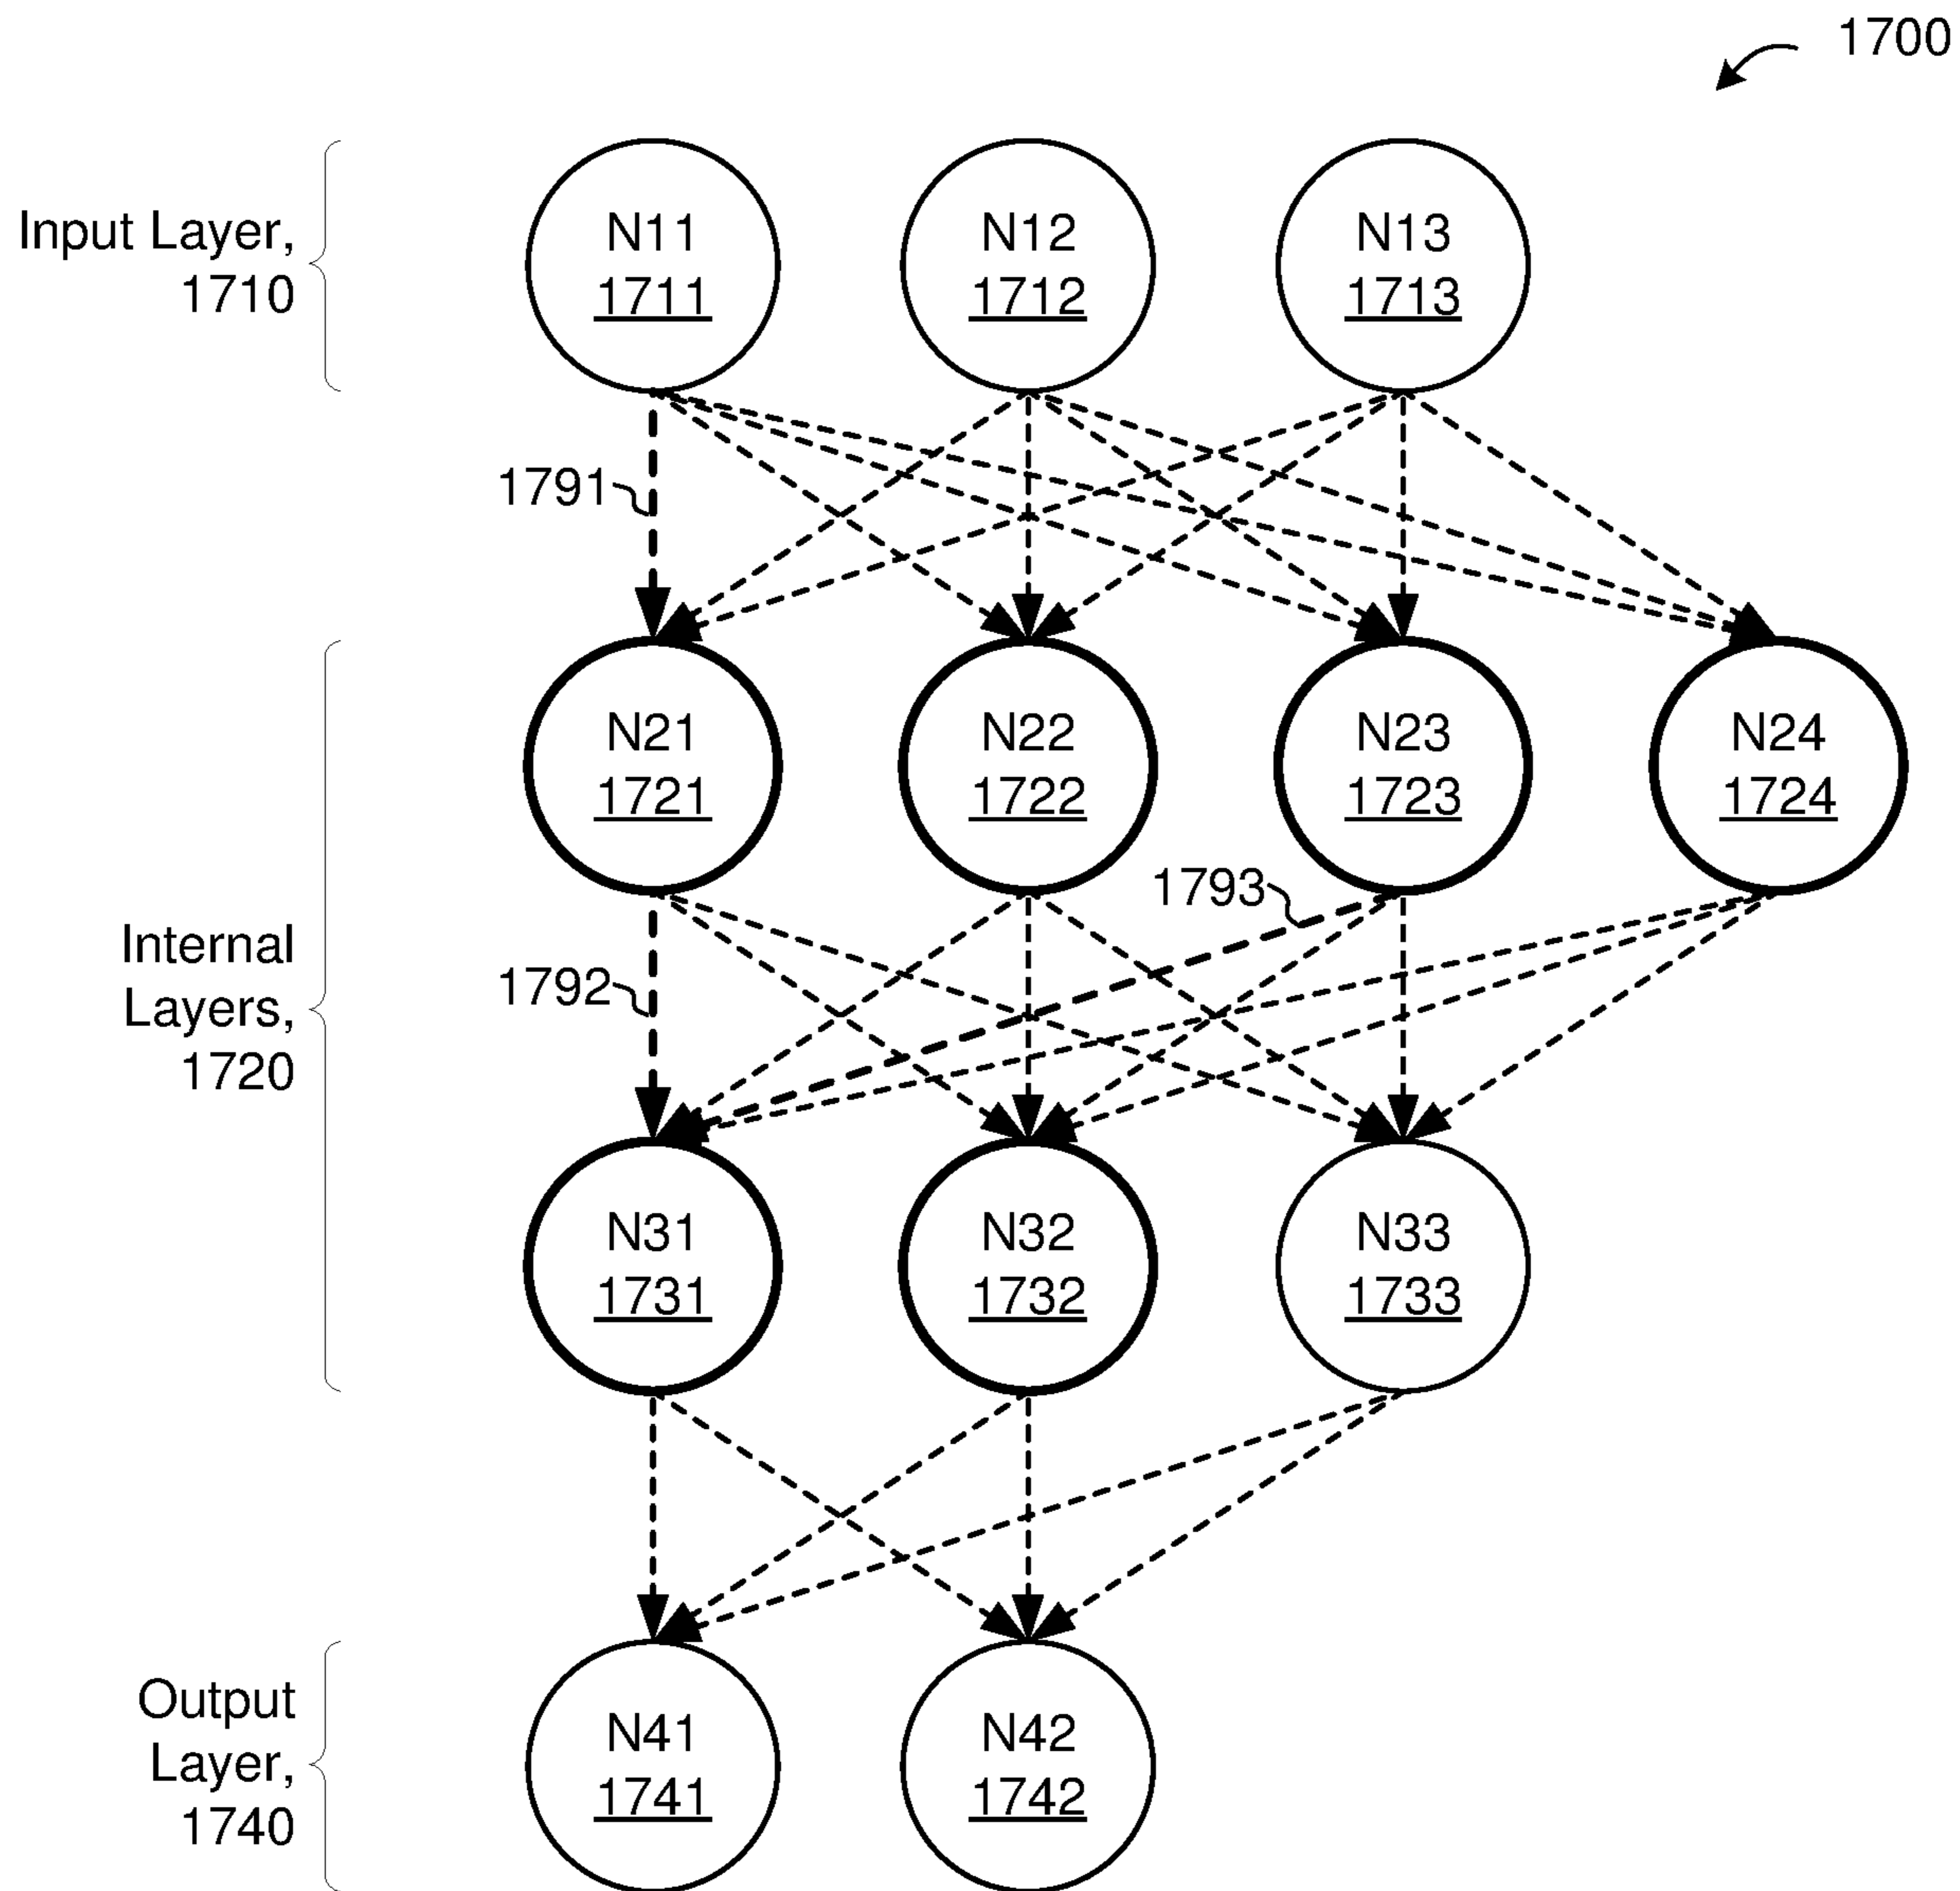 1700
Input Layer,
1710
N11
1711
N12
1712
N13
1713
1791
N21
1721
N22
1722
N23
1723
N24
1724
1793
Internal
Layers,
1720
1792
N31
1731
N32
1732
N33
1733
Output
Layer,
1740
N41
1741
N42
1742